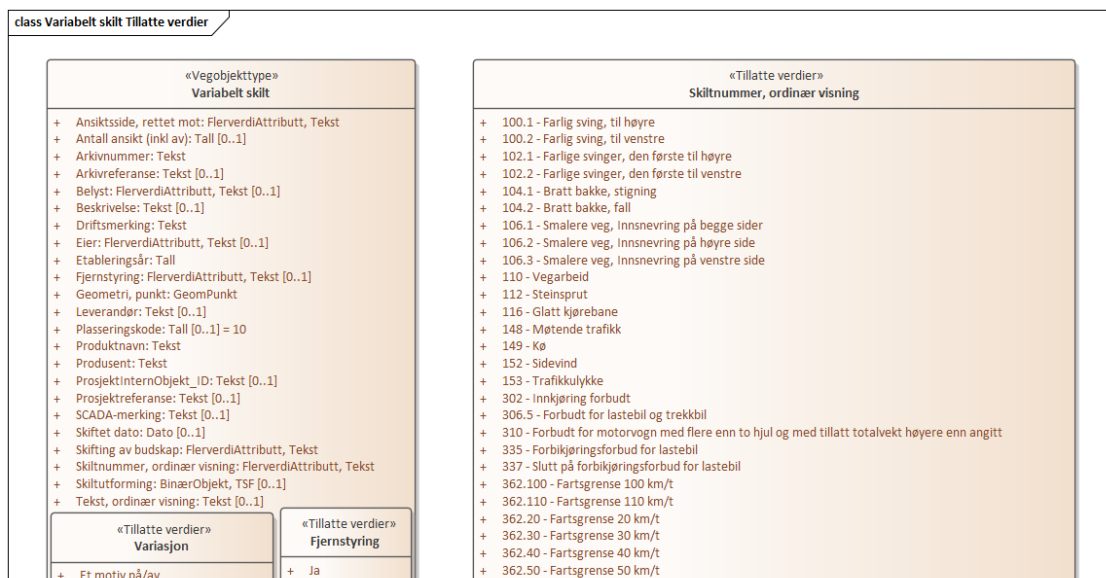 class Variabelt skilt Tillatte verdier
«Vegobjekttype»
Variabelt skilt
+ Ansiktsside, rettet mot: FlerverdiAttributt, Tekst
+ Antall ansikt (inkl av): Tall [0..1]
+ Arkivnummer: Tekst
+ Arkivreferanse: Tekst [0..1]
+ Belyst: FlerverdiAttributt, Tekst [0..1]
+ Beskrivelse: Tekst [0..1]
+ Driftsmerking: Tekst
+ Eier: FlerverdiAttributt, Tekst [0..1]
+ Etableringsår: Tall
+ Fjernstyring: FlerverdiAttributt, Tekst [0..1]
+ Geometri, punkt: GeomPunkt
+ Leverandør: Tekst [0..1]
+ Plasseringskode: Tall [0..1] = 10
+ Produktnavn: Tekst
+ Produsent: Tekst
+ ProsjektInternObjekt_ID: Tekst [0..1]
+ Prosjektreferanse: Tekst [0..1]
+ SCADA-merking: Tekst [0..1]
+ Skiftet dato: Dato [0..1]
+ Skifting av budskap: FlerverdiAttributt, Tekst
+ Skiltnummer, ordinær visning: FlerverdiAttributt, Tekst
+ Skiltutforming: BinærObjekt, TSF [0..1]
+ Tekst, ordinær visning: Tekst [0..1]
«Tillatte verdier»
Variasjon
+ Et motiv på/av
«Tillatte verdier»
Fjernstyring
+ Ja
«Tillatte verdier»
Skiltnummer, ordinær visning
+ 100.1 - Farlig sving, til høyre
+ 100.2 - Farlig sving, til venstre
+ 102.1 - Farlige svinger, den første til høyre
+ 102.2 - Farlige svinger, den første til venstre
+ 104.1 - Bratt bakke, stigning
+ 104.2 - Bratt bakke, fall
+ 106.1 - Smalere veg, Innsnevring på begge sider
+ 106.2 - Smalere veg, Innsnevring på høyre side
+ 106.3 - Smalere veg, Innsnevring på venstre side
+ 110 - Vegarbeid
+ 112 - Steinsprut
+ 116 - Glatt kjørebane
+ 148 - Møtende trafikk
+ 149 - Kø
+ 152 - Sidevind
+ 153 - Trafikkulykke
+ 302 - Innkjøring forbudt
+ 306.5 - Forbudt for lastebil og trekkbil
+ 310 - Forbudt for motorvogn med flere enn to hjul og med tillatt totalvekt høyere enn angitt
+ 335 - Forbikjøringsforbud for lastebil
+ 337 - Slutt på forbikjøringsforbud for lastebil
+ 362.100 - Fartsgrense 100 km/t
+ 362.110 - Fartsgrense 110 km/t
+ 362.20 - Fartsgrense 20 km/t
+ 362.30 - Fartsgrense 30 km/t
+ 362.40 - Fartsgrense 40 km/t
+ 362.50 - Fartsgrense 50 km/t